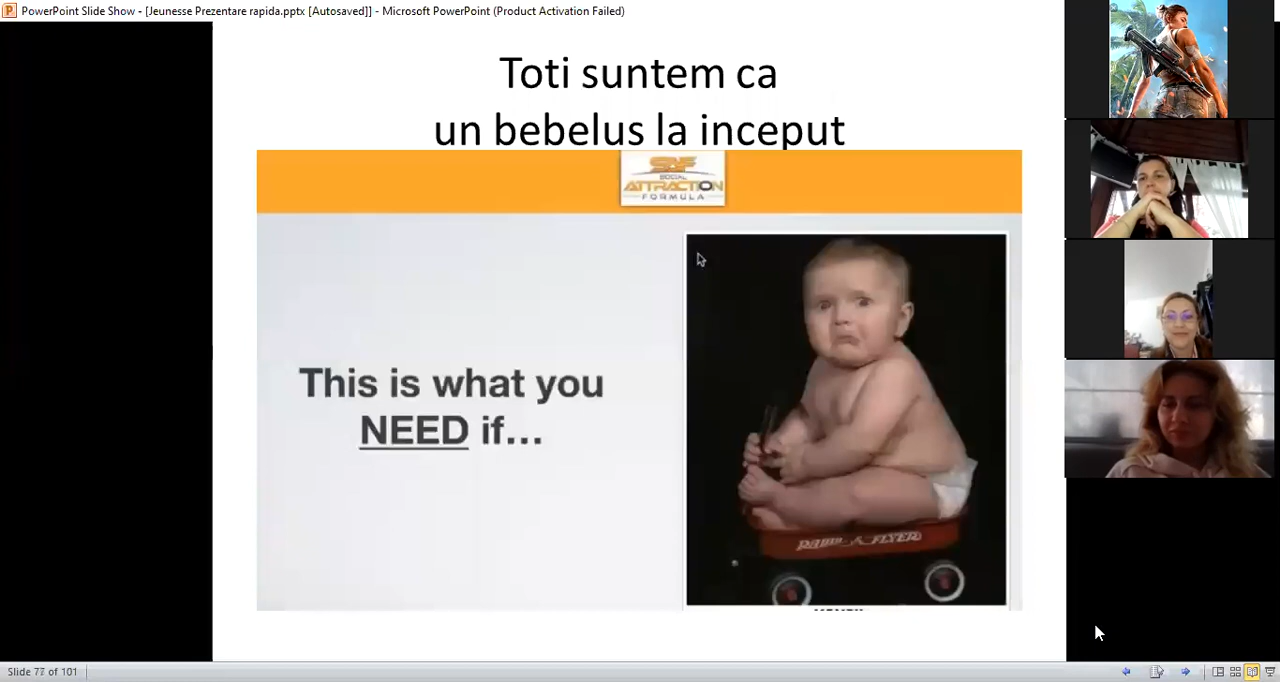 PowerPoint Slide Show - [Jeunesse Prezentare rapida.pptx [Autosaved]] - Microsoft PowerPoint (Product Activation Failed)
Toti suntem ca
un bebelus la inceput
SAF
SOCIAL
ATTRACTION
FORMULA
This is what you
NEED if...
RADIO FLYER
Slide 77 of 101